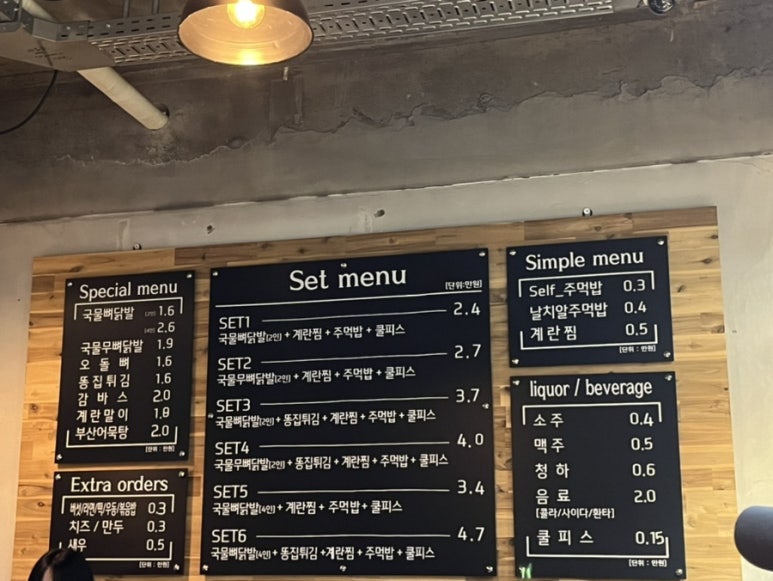 Special menu
국물뼈닭발 [2인] 1.6
[4인] 2.6
국물무뼈닭발 1.9
오돌뼈 1.6
똥집튀김 1.6
감바스 2.0
계란말이 1.8
부산어묵탕 2.0
[단위 : 만원]
Extra orders
버섯/라면/떡/우동/볶음밥 0.3
치즈 / 만두 0.3
새우 0.5
[단위 : 만원]
Set menu
[단위:만원]
SET1 2.4
국물뼈닭발[2인] + 계란찜 + 주먹밥 + 쿨피스
SET2 2.7
국물무뼈닭발[2인] + 계란찜 + 주먹밥 + 쿨피스
SET3 3.7
국물뼈닭발[2인] + 똥집튀김 + 계란찜 + 주먹밥 + 쿨피스
SET4 4.0
국물무뼈닭발[2인] + 똥집튀김 + 계란찜 + 주먹밥 + 쿨피스
SET5 3.4
국물뼈닭발[4인] + 계란찜 + 주먹밥 + 쿨피스
SET6 4.7
국물뼈닭발[4인] + 똥집튀김 + 계란찜 + 주먹밥 + 쿨피스
Simple menu
Self_주먹밥 0.3
날치알주먹밥 0.4
계란찜 0.5
[단위 : 만원]
liquor / beverage
소주 0.4
맥주 0.5
청하 0.6
음료 2.0
[콜라/사이다/환타]
쿨피스 0.15
[단위 : 만원]